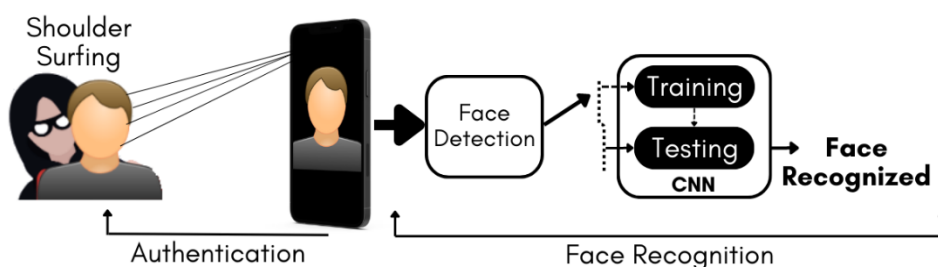 Shoulder
Surfing
Face
Detection
Training
Testing
CNN
Face
Recognized
Authentication
Face Recognition